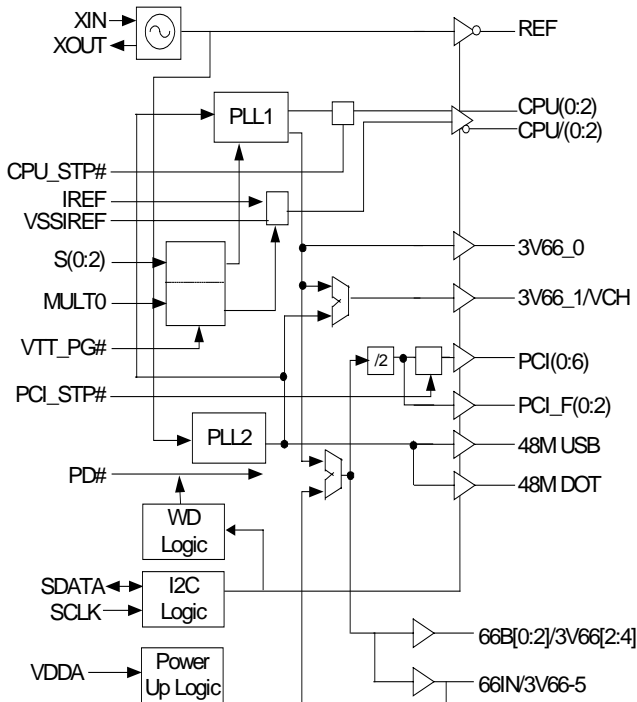 XIN
XOUT
REF
PLL1
CPU(0:2)
CPU/(0:2)
CPU_STP#
IREF
VSSIREF
3V66_0
S(0:2)
MULT0
3V66_1/VCH
VTT_PG#
/2
PCI(0:6)
PCI_STP#
PCI_F(0:2)
PLL2
48M USB
PD#
48M DOT
WD
Logic
SDATA
SCLK
I2C
Logic
66B[0:2]/3V66[2:4]
VDDA
Power
Up Logic
66IN/3V66-5